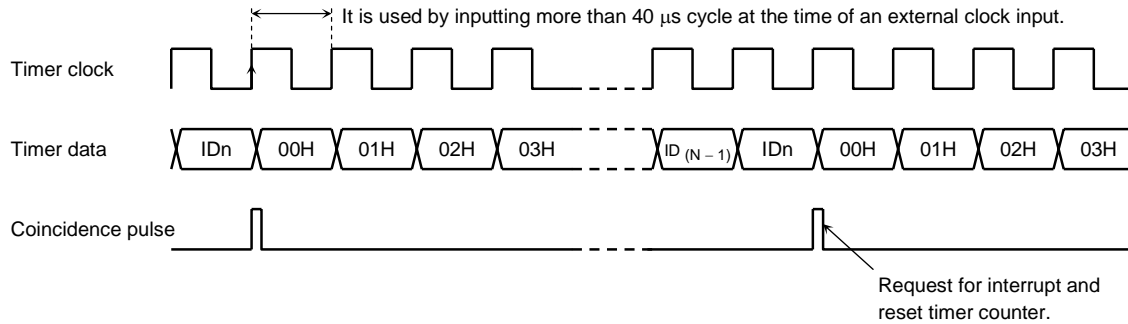 It is used by inputting more than 40 μs cycle at the time of an external clock input.
Timer clock
Timer data
IDn 00H 01H 02H 03H ID (N − 1) IDn 00H 01H 02H 03H
Coincidence pulse
Request for interrupt and
reset timer counter.